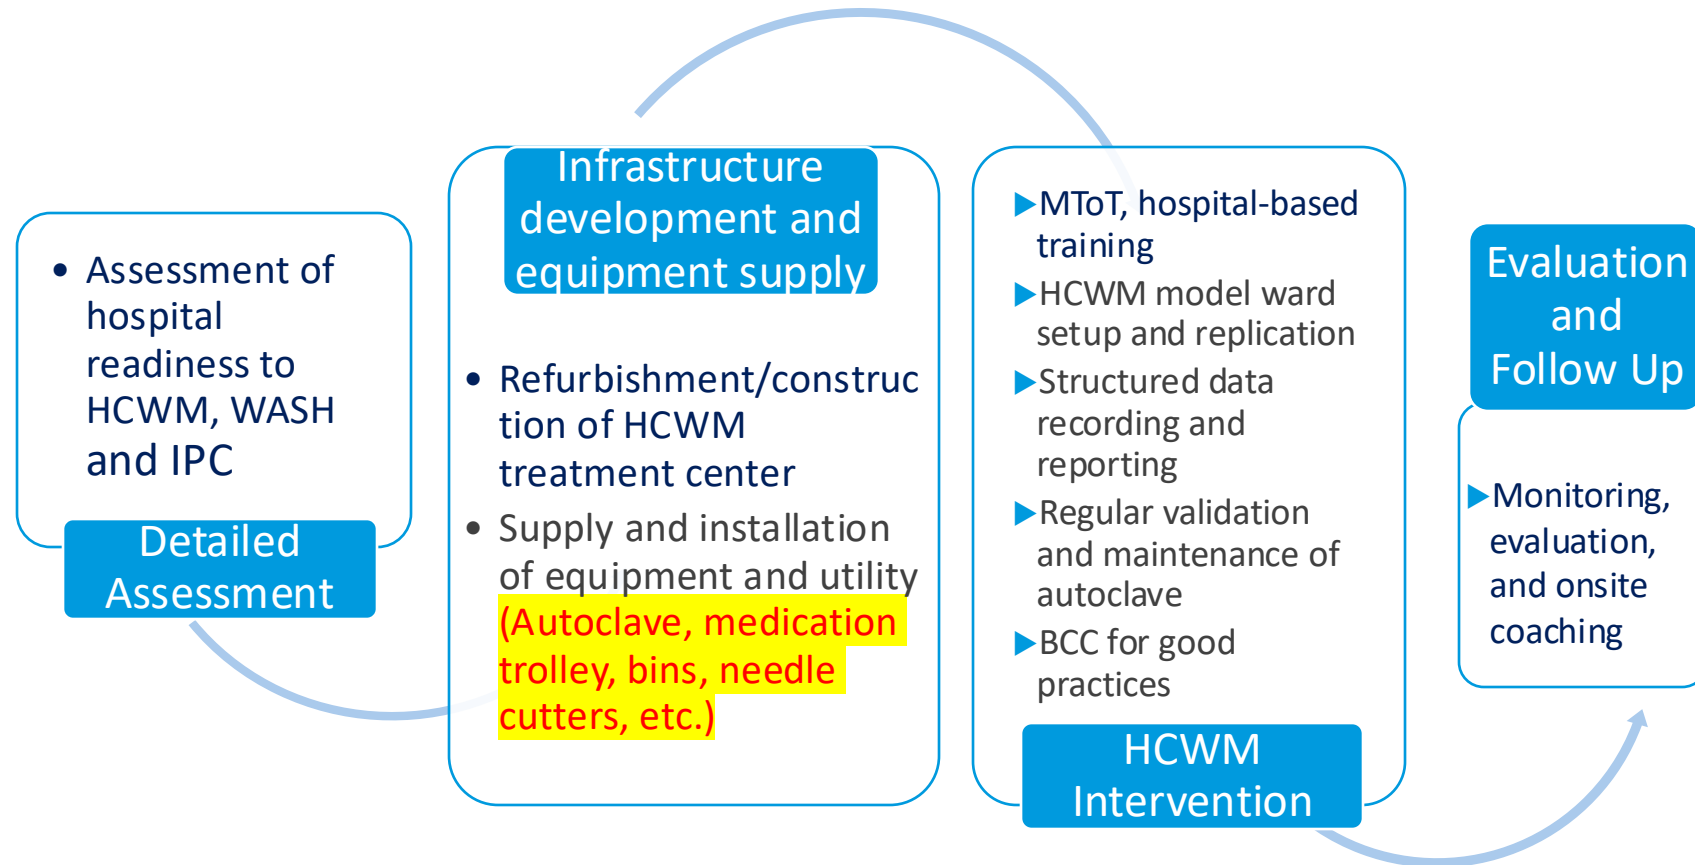 • Assessment of
hospital
readiness to
HCWM, WASH
and IPC
Detailed
Assessment
Infrastructure
development and
equipment supply
• Refurbishment/construc
tion of HCWM
treatment center
• Supply and installation
of equipment and utility
(Autoclave, medication
trolley, bins, needle
cutters, etc.)
▶MToT, hospital-based
training
▶HCWM model ward
setup and replication
▶Structured data
recording and
reporting
▶Regular validation
and maintenance of
autoclave
▶BCC for good
practices
HCWM
Intervention
Evaluation
and
Follow Up
▶Monitoring,
evaluation,
and onsite
coaching